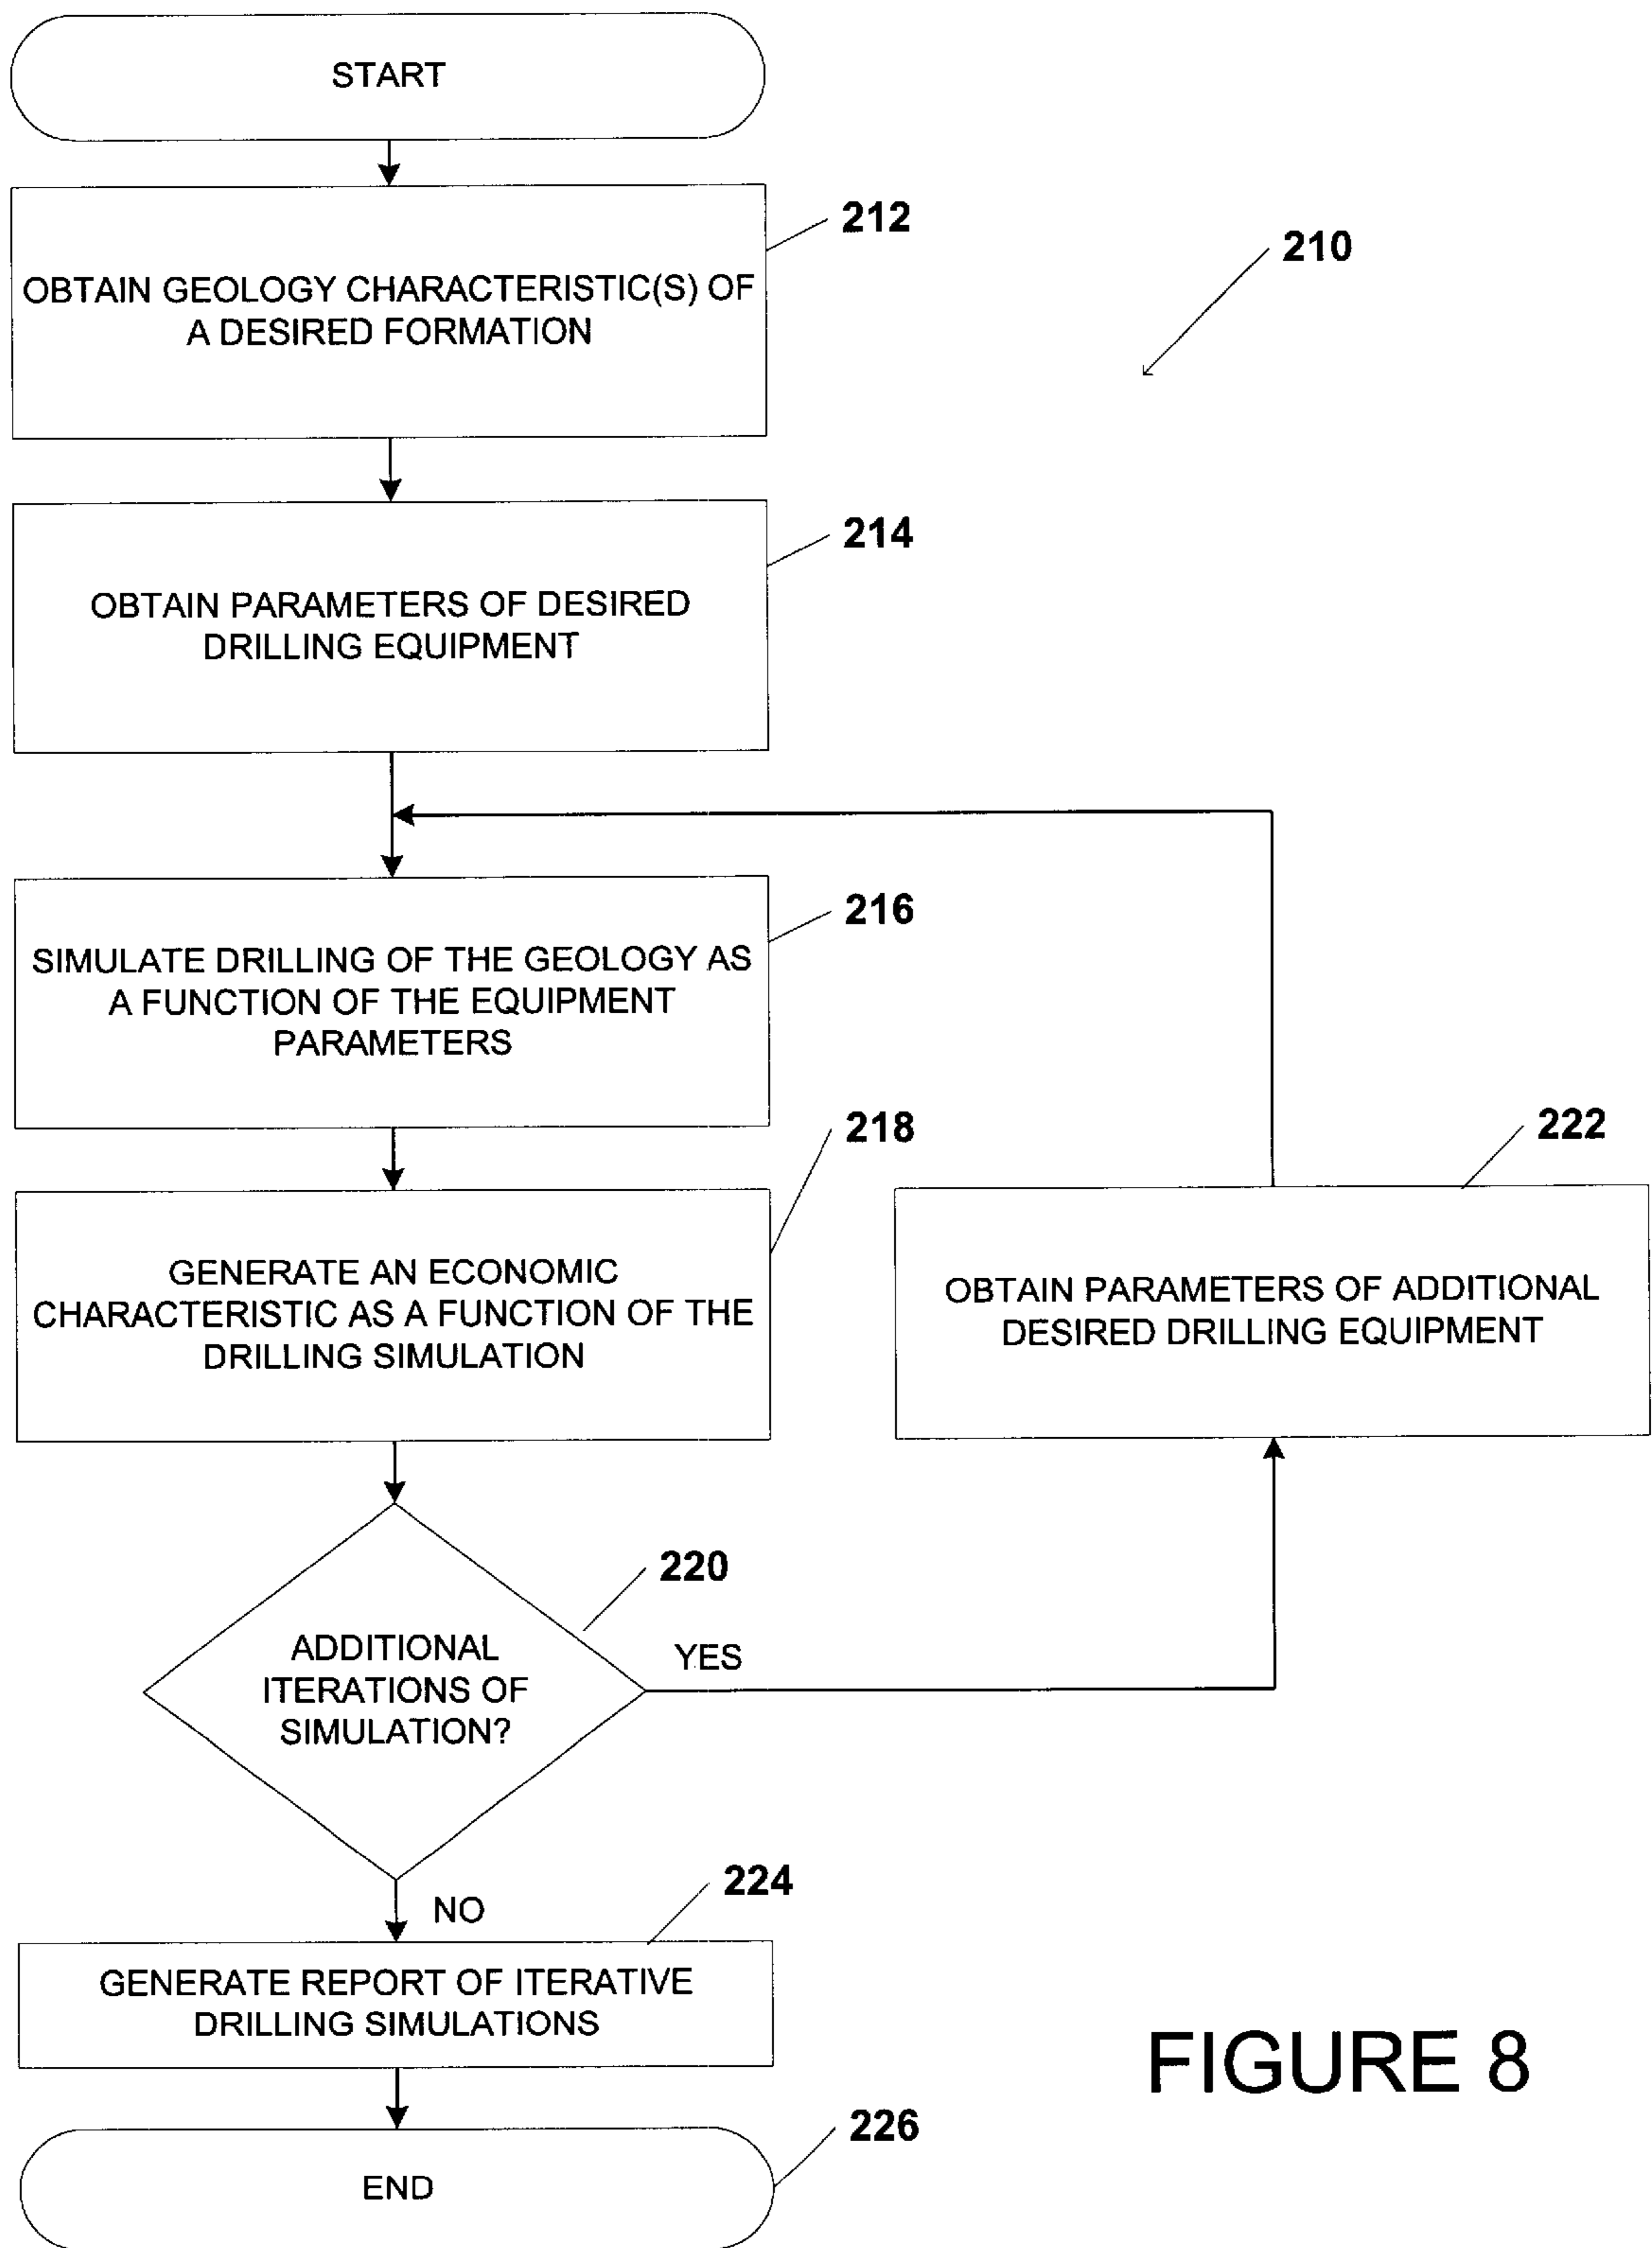 START
212
210
OBTAIN GEOLOGY CHARACTERISTIC(S) OF
A DESIRED FORMATION
214
OBTAIN PARAMETERS OF DESIRED
DRILLING EQUIPMENT
216
SIMULATE DRILLING OF THE GEOLOGY AS
A FUNCTION OF THE EQUIPMENT
PARAMETERS
218
GENERATE AN ECONOMIC
CHARACTERISTIC AS A FUNCTION OF THE
DRILLING SIMULATION
222
OBTAIN PARAMETERS OF ADDITIONAL
DESIRED DRILLING EQUIPMENT
220
ADDITIONAL
ITERATIONS OF
SIMULATION?
YES
NO
224
GENERATE REPORT OF ITERATIVE
DRILLING SIMULATIONS
226
END
FIGURE 8